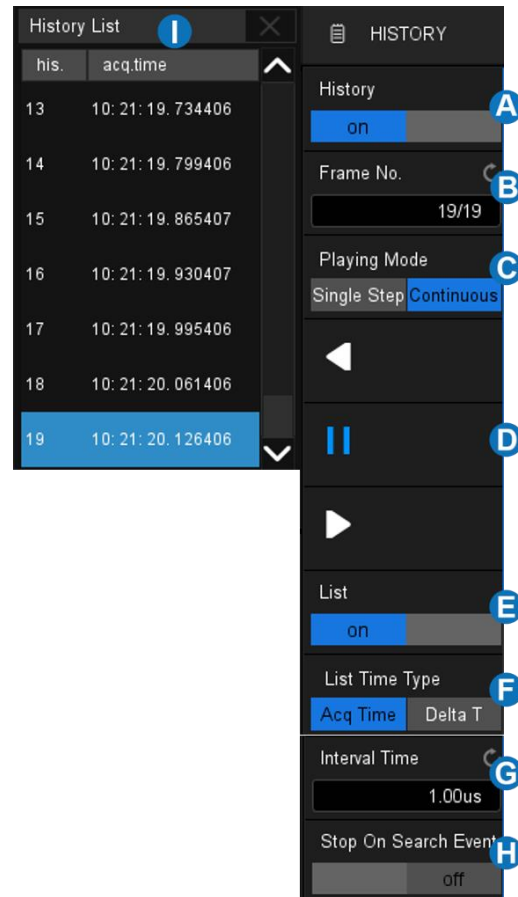 History List
I
his. acq.time
13 10: 21: 19. 734406
14 10: 21: 19. 799406
15 10: 21: 19. 865407
16 10: 21: 19. 930407
17 10: 21: 19. 995406
18 10: 21: 20. 061406
19 10: 21: 20. 126406
HISTORY
History
A
on
Frame No.
B
19/19
Playing Mode
C
Single Step Continuous
D
List
E
on
List Time Type
F
Acq Time Delta T
Interval Time
G
1.00us
Stop On Search Event
H
off